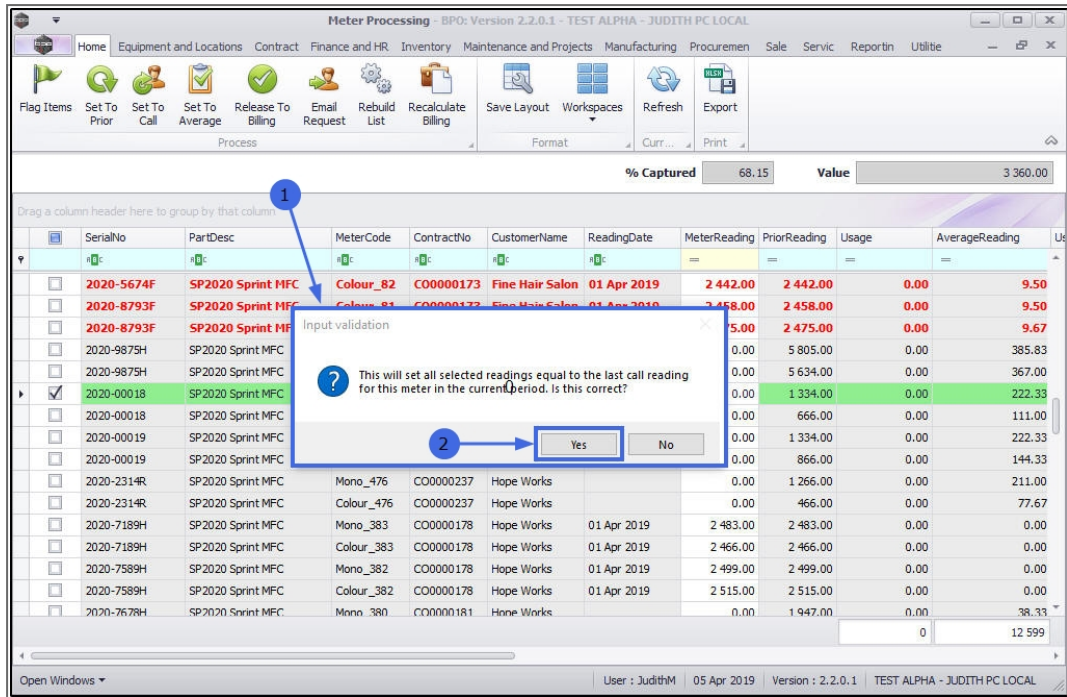 Meter Processing - BPO: Version 2.2.0.1 - TEST ALPHA - JUDITH PC LOCAL
Home Equipment and Locations Contract Finance and HR Inventory Maintenance and Projects Manufacturing Procuremen Sale Servic Reportin Utilitie
Flag Items Set To Prior Set To Call Set To Average Release To Billing Email Request Rebuild List Recalculate Billing Save Layout Workspaces Refresh Export
Process Format Curr... Print
% Captured 68.15 Value 3 360.00
1
Drag a column header here to group by that column
SerialNo PartDesc MeterCode ContractNo CustomerName ReadingDate MeterReading PriorReading Usage AverageReading Us
2020-5674F SP2020 Sprint MFC Colour_82 CO0000173 Fine Hair Salon 01 Apr 2019 2 442.00 2 442.00 0.00 9.50
2020-8793F SP2020 Sprint MFC Colour_81 CO0000173 Fine Hair Salon 01 Apr 2019 2 458.00 2 458.00 0.00 9.50
2020-8793F SP2020 Sprint MF 75.00 2 475.00 0.00 9.67
2020-9875H SP2020 Sprint MFC 0.00 5 805.00 0.00 385.83
2020-9875H SP2020 Sprint MFC 0.00 5 634.00 0.00 367.00
2020-00018 SP2020 Sprint MFC 0.00 1 334.00 0.00 222.33
2020-00018 SP2020 Sprint MFC 0.00 666.00 0.00 111.00
2020-00019 SP2020 Sprint MFC 0.00 1 334.00 0.00 222.33
2020-00019 SP2020 Sprint MFC 0.00 866.00 0.00 144.33
2020-2314R SP2020 Sprint MFC Mono_476 CO0000237 Hope Works 0.00 1 266.00 0.00 211.00
2020-2314R SP2020 Sprint MFC Colour_476 CO0000237 Hope Works 0.00 466.00 0.00 77.67
2020-7189H SP2020 Sprint MFC Mono_383 CO0000178 Hope Works 01 Apr 2019 2 483.00 2 483.00 0.00 0.00
2020-7189H SP2020 Sprint MFC Colour_383 CO0000178 Hope Works 01 Apr 2019 2 466.00 2 466.00 0.00 0.00
2020-7589H SP2020 Sprint MFC Mono_382 CO0000178 Hope Works 01 Apr 2019 2 499.00 2 499.00 0.00 0.00
2020-7589H SP2020 Sprint MFC Colour_382 CO0000178 Hope Works 01 Apr 2019 2 515.00 2 515.00 0.00 0.00
2020-7678H SP2020 Sprint MFC Mono_380 CO0000181 Hope Works 0.00 1 947.00 0.00 38.33
Input validation
This will set all selected readings equal to the last call reading
for this meter in the current period. Is this correct?
2
Yes No
0 12 599
Open Windows User : JudithM 05 Apr 2019 Version : 2.2.0.1 TEST ALPHA - JUDITH PC LOCAL